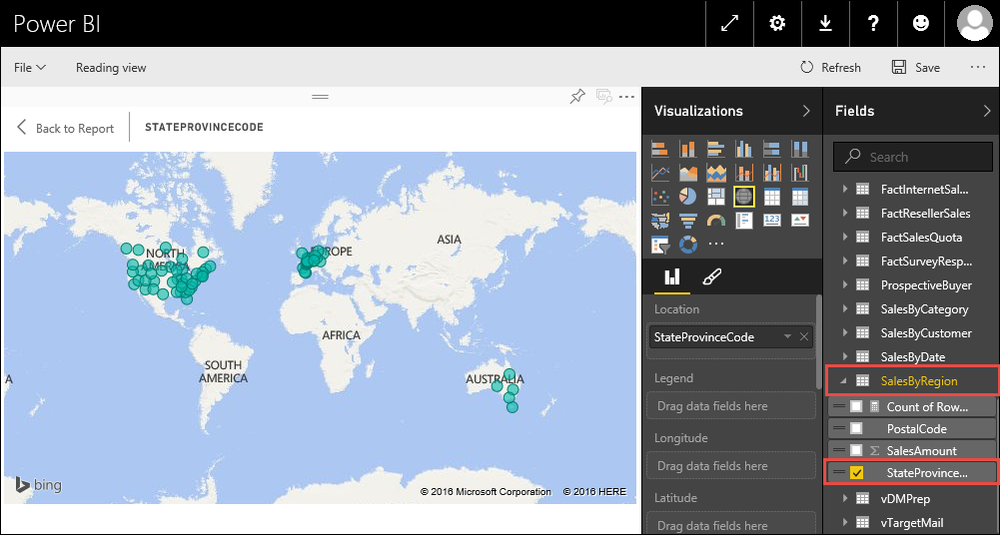 Power BI
?
File
Reading view
Refresh
Save
...
Back to Report
STATEPROVINCECODE
NORTH
AMERICA
EUROPE
ASIA
AFRICA
SOUTH
AMERICA
AUSTRALIA
A
bing
© 2016 Microsoft Corporation © 2016 HERE
Visualizations
123
...
Location
StateProvinceCode
Legend
Drag data fields here
Longitude
Drag data fields here
Latitude
Drag data fields here
Fields
Search
FactInternetSal...
FactResellerSales
FactSalesQuota
FactSurveyResp...
ProspectiveBuyer
SalesByCategory
SalesByCustomer
SalesByDate
SalesByRegion
Count of Row...
PostalCode
Σ SalesAmount
StateProvince...
vDMPrep
vTargetMail